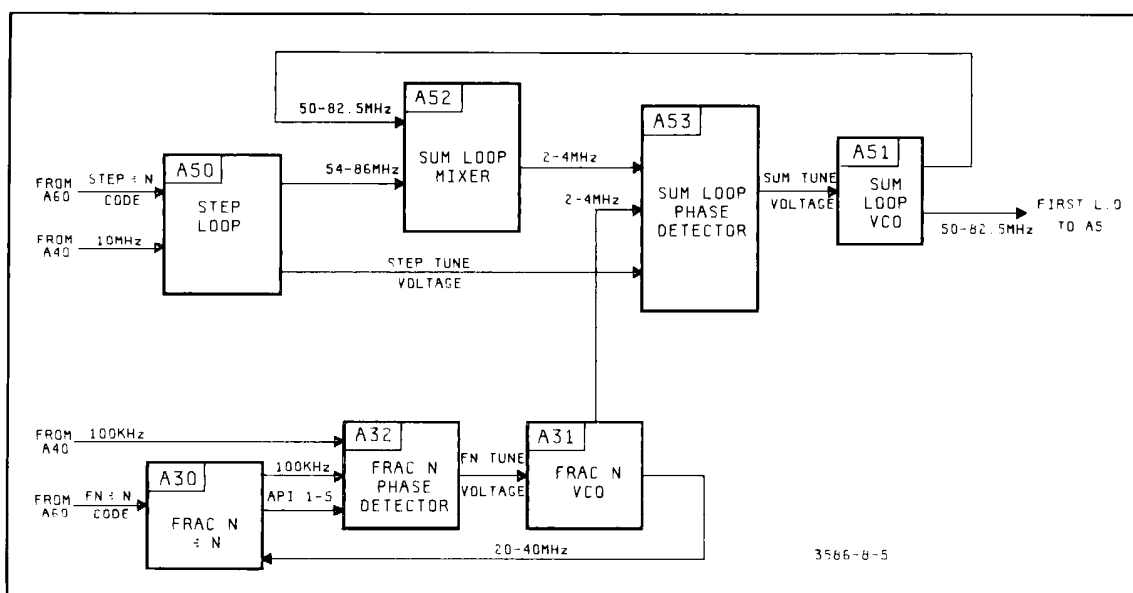 A52
50-82.5MHz
SUM LOOP
MIXER
A50
STEP
LOOP
FROM
A60
STEP ÷ N
CODE
FROM
A40
10MHz
54-86MHz
2-4MHz
2-4MHz
STEP TUNE
VOLTAGE
A53
SUM LOOP
PHASE
DETECTOR
SUM TUNE
VOLTAGE
A51
SUM
LOOP
VCO
50-82.5MHz
FIRST L.O
TO A5
FROM
A40
100KHz
A32
FRAC N
PHASE
DETECTOR
A30
FRAC N
÷ N
FROM
A60
FN ÷ N
CODE
100KHz
API 1-5
FN TUNE
VOLTAGE
A31
FRAC N
VCO
20-40MHz
3586-8-5